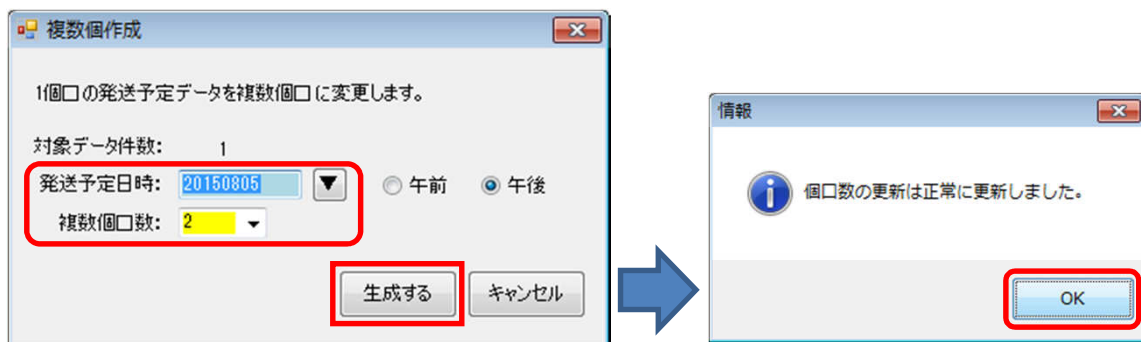 複数個作成
1個口の発送予定データを複数個口に変更します。
対象データ件数: 1
発送予定日時: 20150805 ▼ 午前 午後
複数個口数: 2
生成する キャンセル
情報
個口数の更新は正常に更新しました。
OK